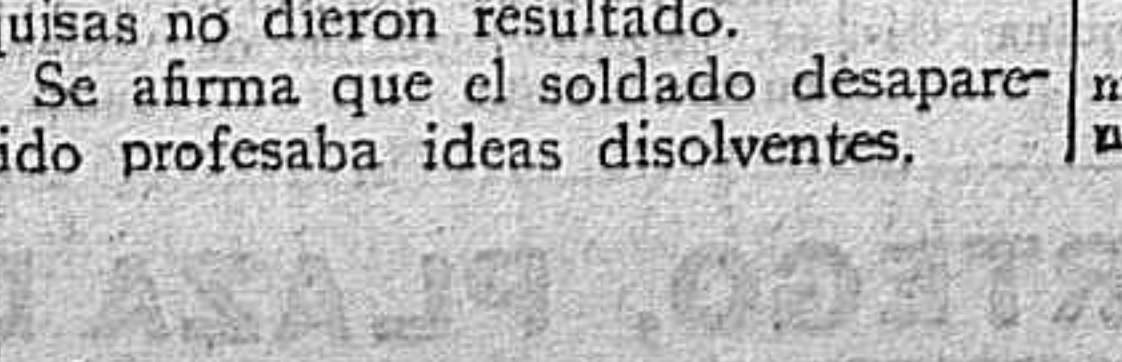 quisas no dieron resultado.
Se afirma que el soldado desapare-
ido profesaba ideas disolventes.